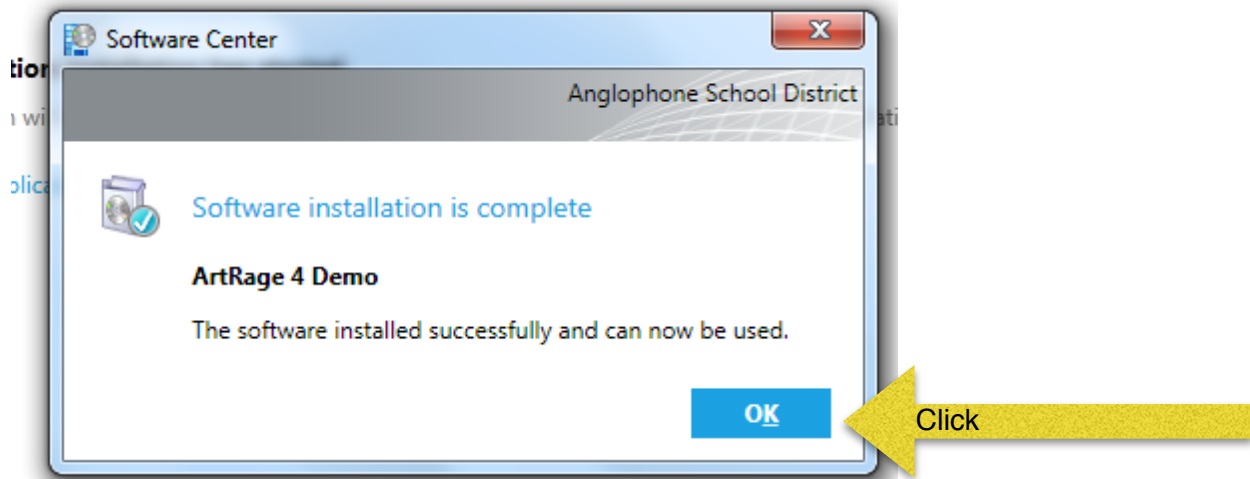 Software Center
Anglophone School District
Software installation is complete
ArtRage 4 Demo
The software installed successfully and can now be used.
OK
Click